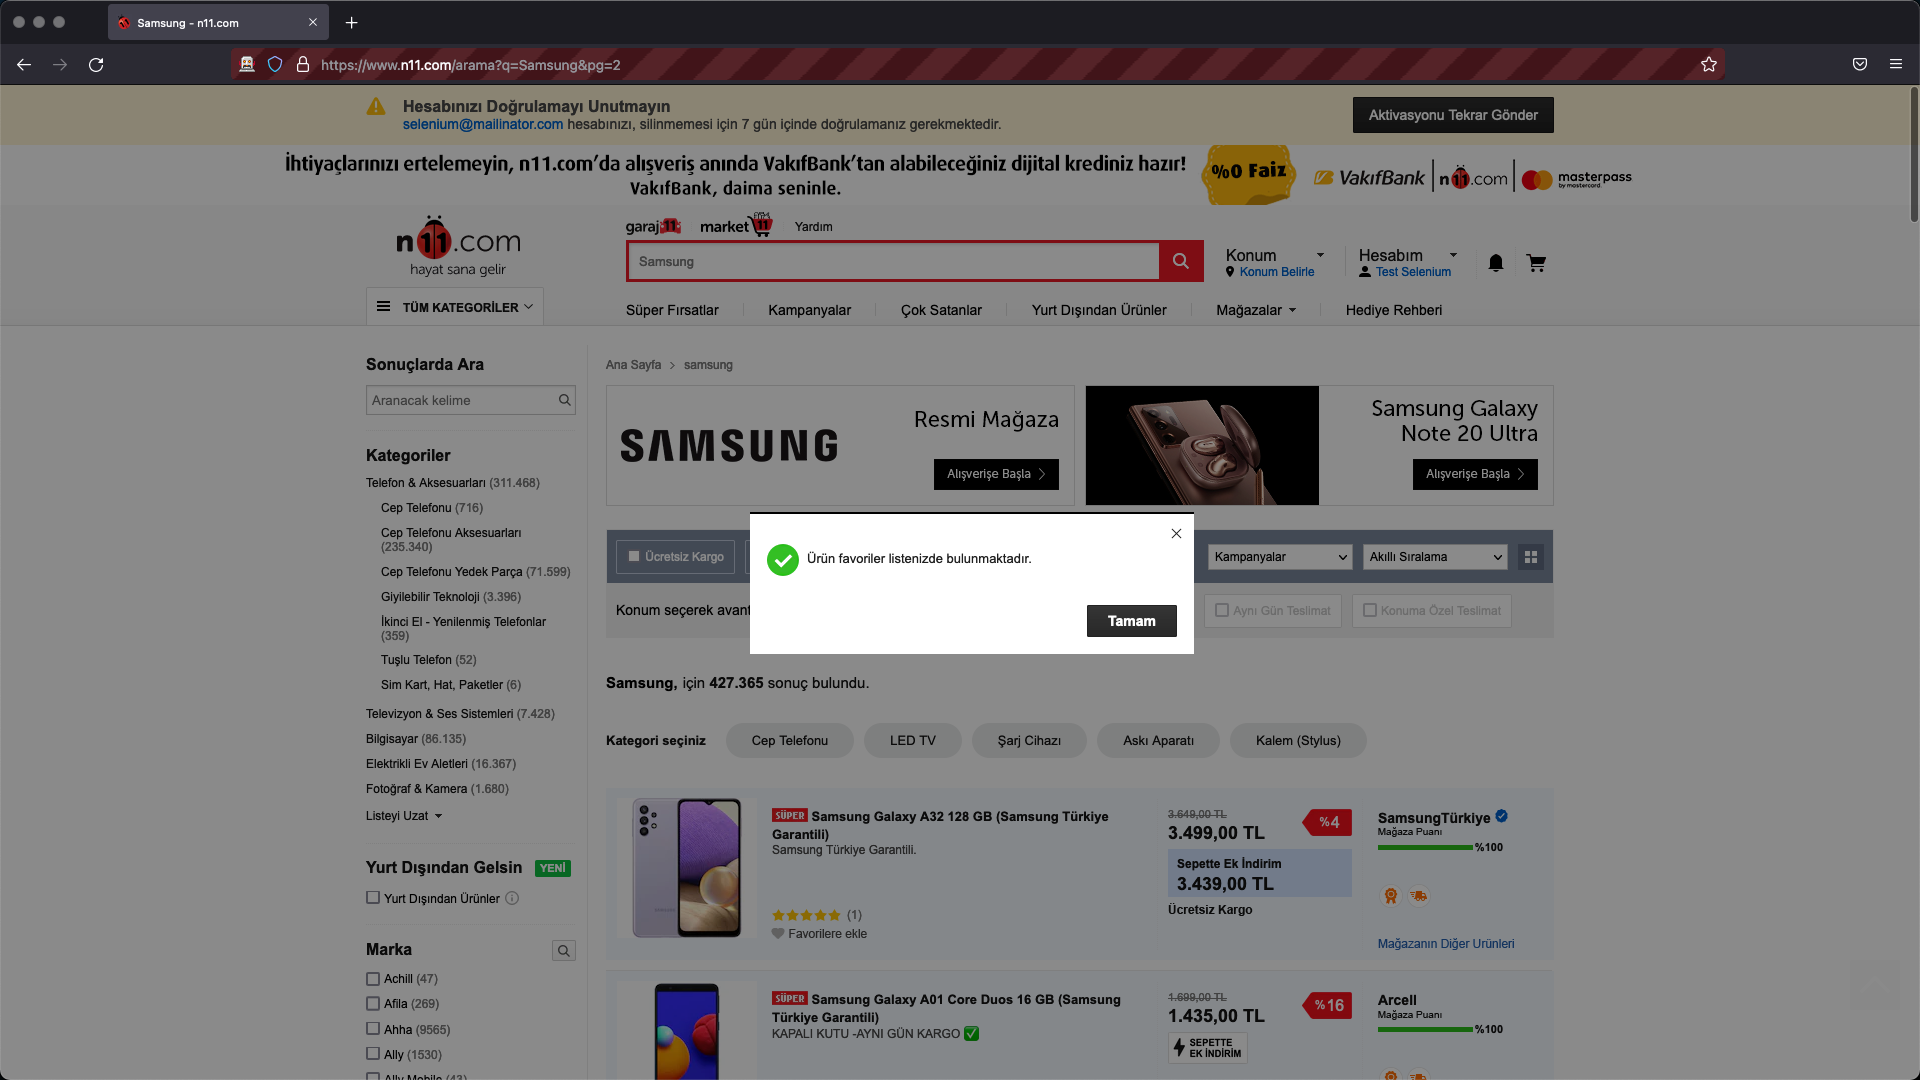 Samsung - n11.com
https://www.n11.com/arama?q=Samsung&pg=2
Hesabınızı Doğrulamayı Unutmayın
selenium@mailinator.com hesabınızı, silinmemesi için 7 gün içinde doğrulamanız gerekmektedir.
Aktivasyonu Tekrar Gönder
İhtiyaçlarınızı ertelemeyin, n11.com'da alışveriş anında VakıfBank'tan alabileceğiniz dijital krediniz hazır!
VakıfBank, daima seninle.
%0 Faiz
VakıfBank
n11.com
masterpass
by mastercard
n11.com
hayat sana gelir
garaj11
market11
Yardım
Samsung
Konum
Konum Belirle
Hesabım
Test Selenium
TÜM KATEGORİLER
Süper Fırsatlar
Kampanyalar
Çok Satanlar
Yurt Dışından Ürünler
Mağazalar
Hediye Rehberi
Sonuçlarda Ara
Aranacak kelime
Kategoriler
Telefon & Aksesuarları (311.468)
Cep Telefonu (716)
Cep Telefonu Aksesuarları
(235.340)
Cep Telefonu Yedek Parça (71.599)
Giyilebilir Teknoloji (3.396)
İkinci El - Yenilenmiş Telefonlar
(359)
Tuşlu Telefon (52)
Sim Kart, Hat, Paketler (6)
Televizyon & Ses Sistemleri (7.428)
Bilgisayar (86.135)
Elektrikli Ev Aletleri (16.367)
Fotoğraf & Kamera (1.680)
Listeyi Uzat
Yurt Dışından Gelsin YENİ
Yurt Dışından Ürünler
Marka
Achill (47)
Afila (269)
Ahha (9565)
Ally (1530)
Ally Mobile (43)
Ana Sayfa > samsung
SAMSUNG
Resmi Mağaza
Alışverişe Başla
Samsung Galaxy
Note 20 Ultra
Alışverişe Başla
Ücretsiz Kargo
Kampanyalar
Akıllı Sıralama
Konum seçerek avant
Aynı Gün Teslimat
Konuma Özel Teslimat
Ürün favoriler listenizde bulunmaktadır.
Tamam
Samsung, için 427.365 sonuç bulundu.
Kategori seçiniz
Cep Telefonu
LED TV
Şarj Cihazı
Askı Aparatı
Kalem (Stylus)
SÜPER Samsung Galaxy A32 128 GB (Samsung Türkiye
Garantili)
Samsung Türkiye Garantili.
(1)
Favorilere ekle
3.649,00 TL
3.499,00 TL
%4
Sepette Ek İndirim
3.439,00 TL
Ücretsiz Kargo
SamsungTürkiye
Mağaza Puanı
%100
Mağazanın Diğer Ürünleri
SÜPER Samsung Galaxy A01 Core Duos 16 GB (Samsung
Türkiye Garantili)
KAPALI KUTU -AYNI GÜN KARGO ✅
1.699,00 TL
1.435,00 TL
%16
SEPETTE
EK İNDİRİM
Arcell
Mağaza Puanı
%100